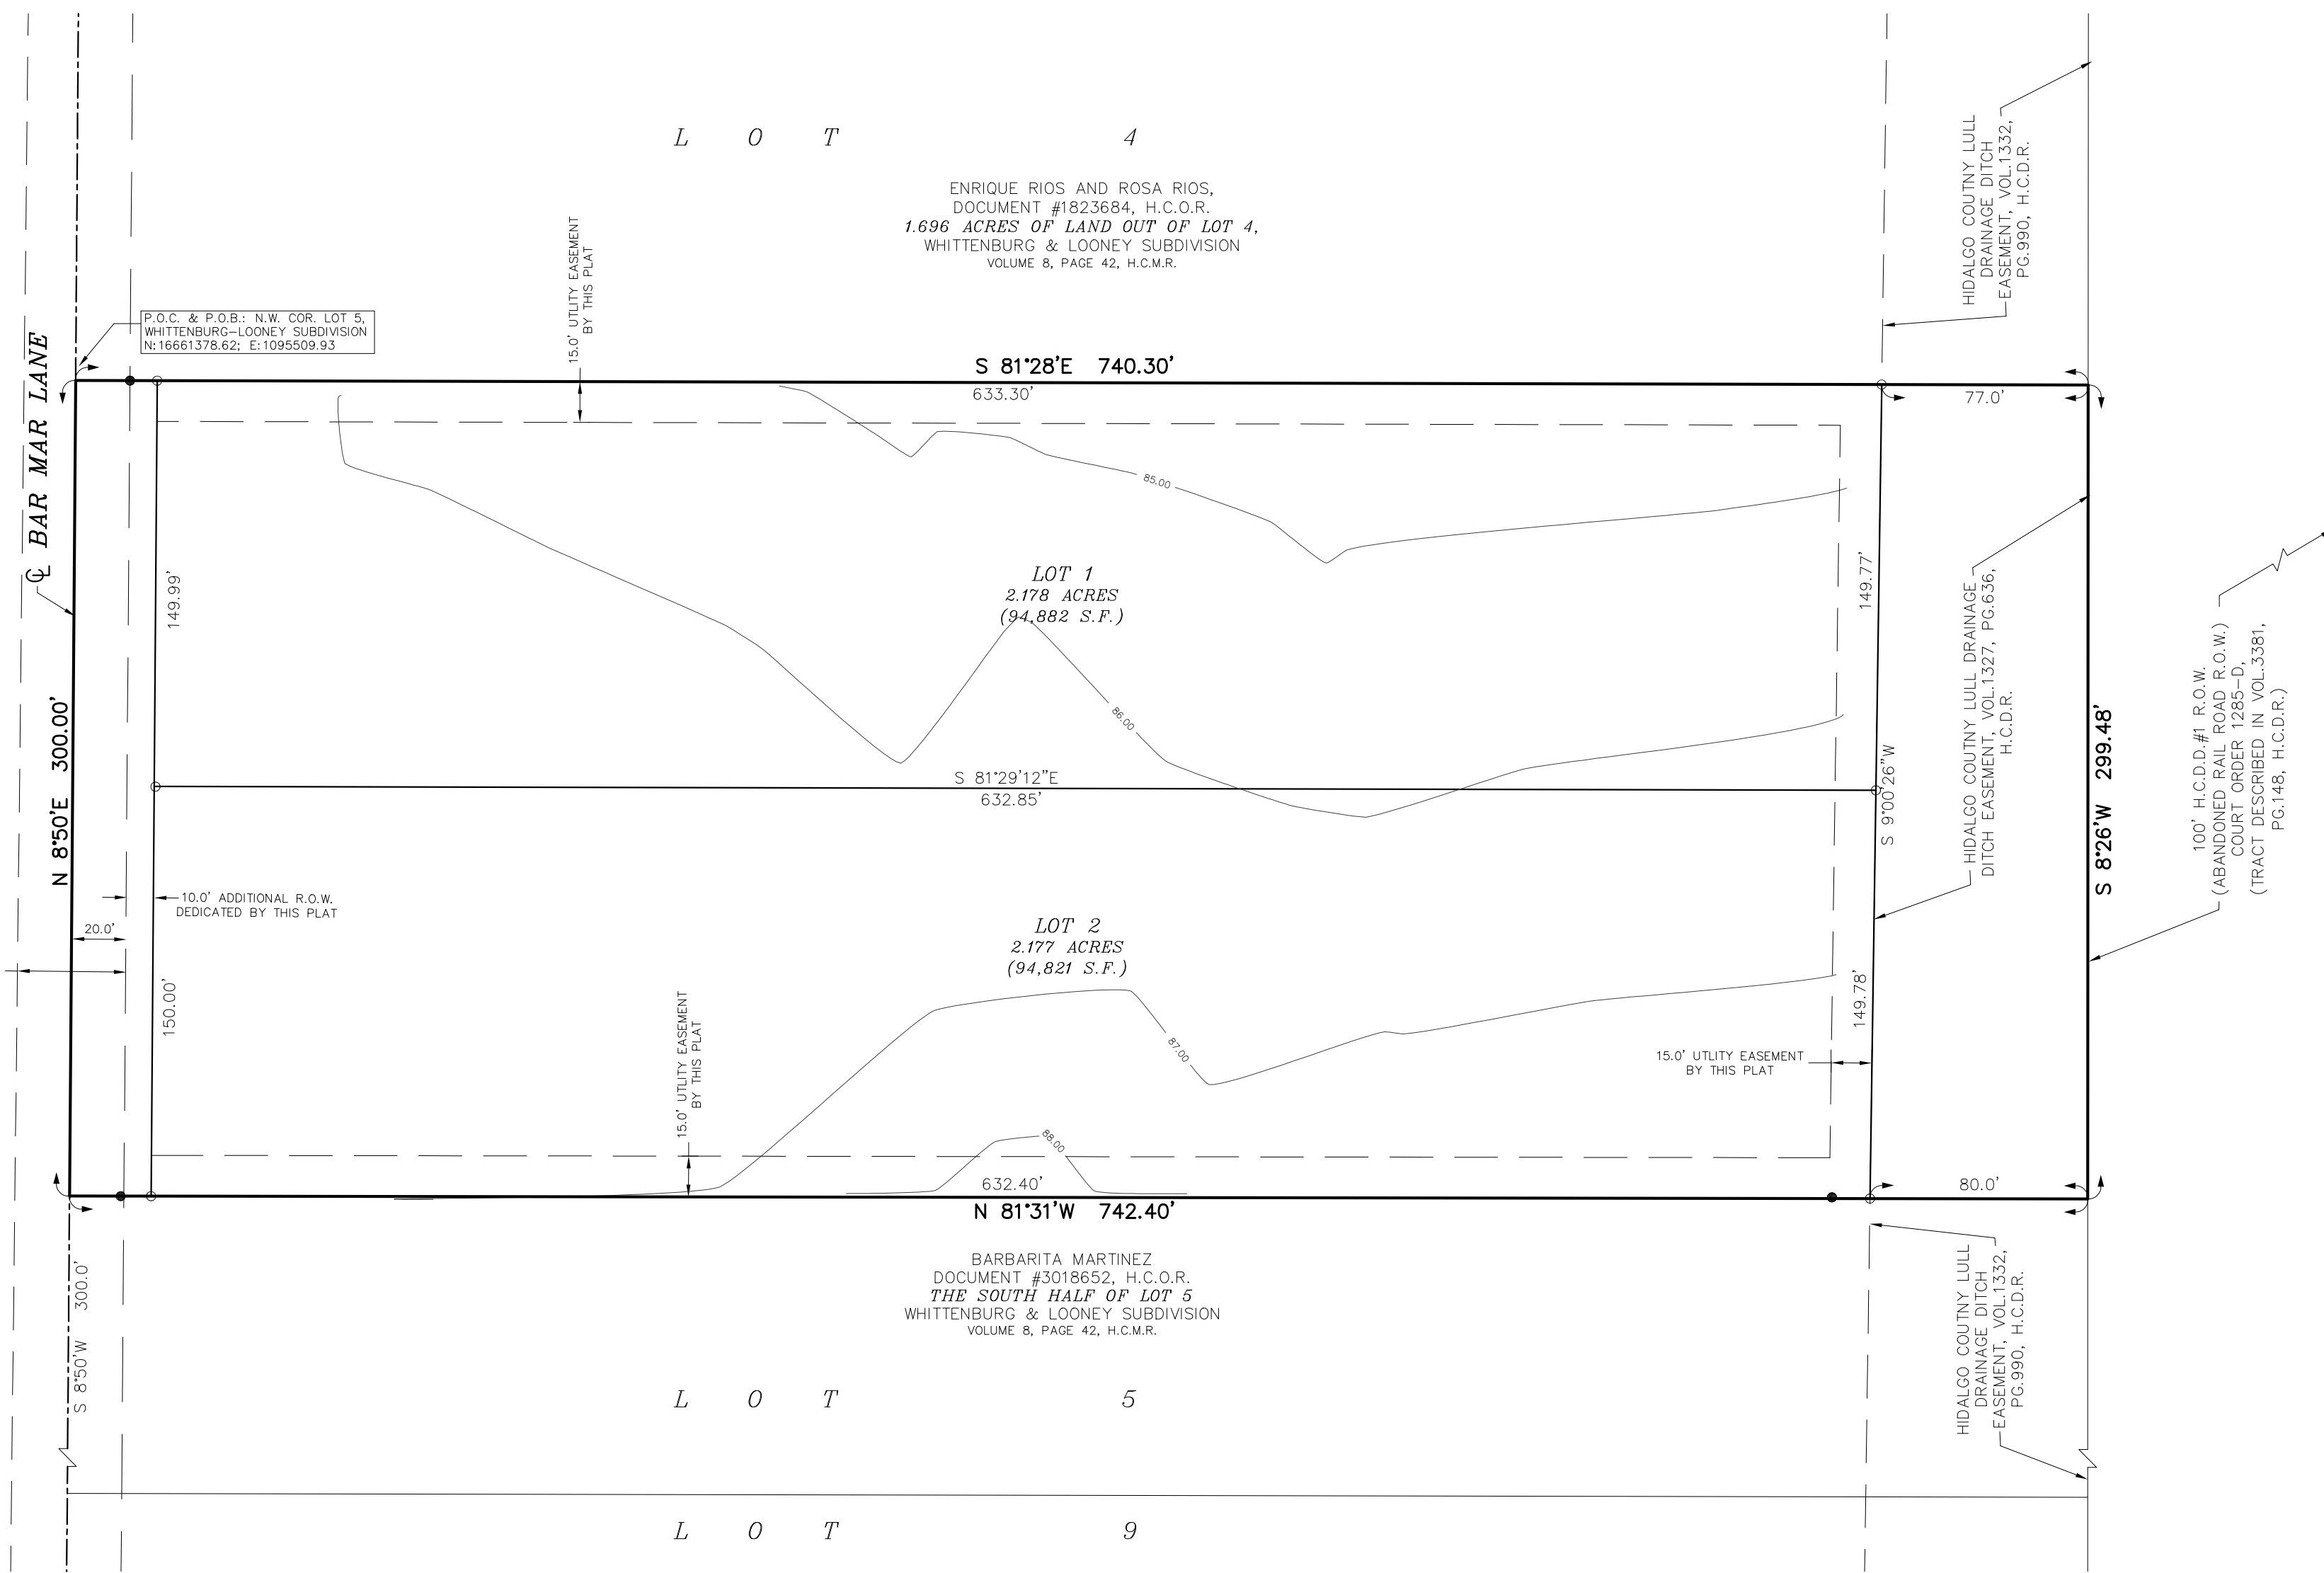 L O T 4
ENRIQUE RIOS AND ROSA RIOS,
DOCUMENT #1823684, H.C.O.R.
1.696 ACRES OF LAND OUT OF LOT 4,
WHITTENBURG & LOONEY SUBDIVISION
VOLUME 8, PAGE 42, H.C.M.R.
HIDALGO COUTNY LULL
DRAINAGE DITCH
EASEMENT, VOL.1332,
PG.990, H.C.D.R.
15.0' UTLITY EASEMENT
BY THIS PLAT
P.O.C. & P.O.B.: N.W. COR. LOT 5,
WHITTENBURG-LOONEY SUBDIVISION
N:16661378.62; E:1095509.93
℄ BAR MAR LANE
S 81°28'E 740.30'
633.30'
77.0'
85.00
149.99'
LOT 1
2.178 ACRES
(94,882 S.F.)
149.77'
86.00
N 8°50'E 300.00'
S 81°29'12"E
632.85'
S 9°00'26"W
HIDALGO COUTNY LULL DRAINAGE
DITCH EASEMENT, VOL.1327, PG.636,
H.C.D.R.
S 8°26'W 299.48'
100' H.C.D.D.#1 R.O.W.
(ABANDONED RAIL ROAD R.O.W.)
COURT ORDER 1285-D,
(TRACT DESCRIBED IN VOL.3381,
PG.148, H.C.D.R.)
10.0' ADDITIONAL R.O.W.
DEDICATED BY THIS PLAT
20.0'
LOT 2
2.177 ACRES
(94,821 S.F.)
150.00'
149.78'
87.00
15.0' UTLITY EASEMENT
BY THIS PLAT
15.0' UTLITY EASEMENT
BY THIS PLAT
88.00
632.40'
80.0'
N 81°31'W 742.40'
BARBARITA MARTINEZ
DOCUMENT #3018652, H.C.O.R.
THE SOUTH HALF OF LOT 5
WHITTENBURG & LOONEY SUBDIVISION
VOLUME 8, PAGE 42, H.C.M.R.
S 8°50'W 300.0'
HIDALGO COUTNY LULL
DRAINAGE DITCH
EASEMENT, VOL.1332,
PG.990, H.C.D.R.
L O T 5
L O T 9